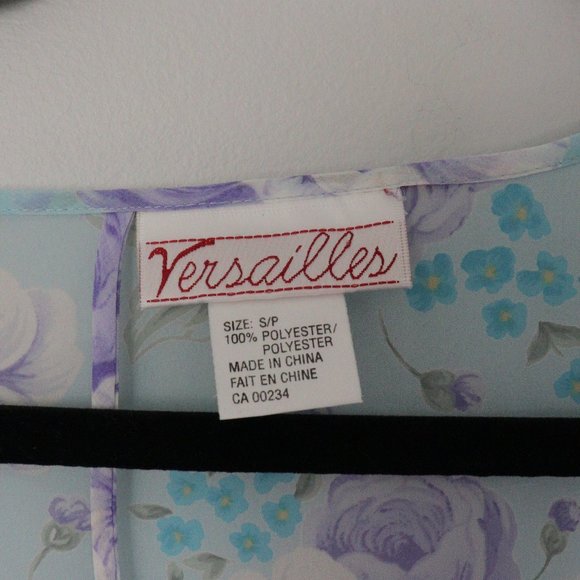 Versailles
SIZE: S/P
100% POLYESTER/
POLYESTER
MADE IN CHINA
FAIT EN CHINE
CA 00234